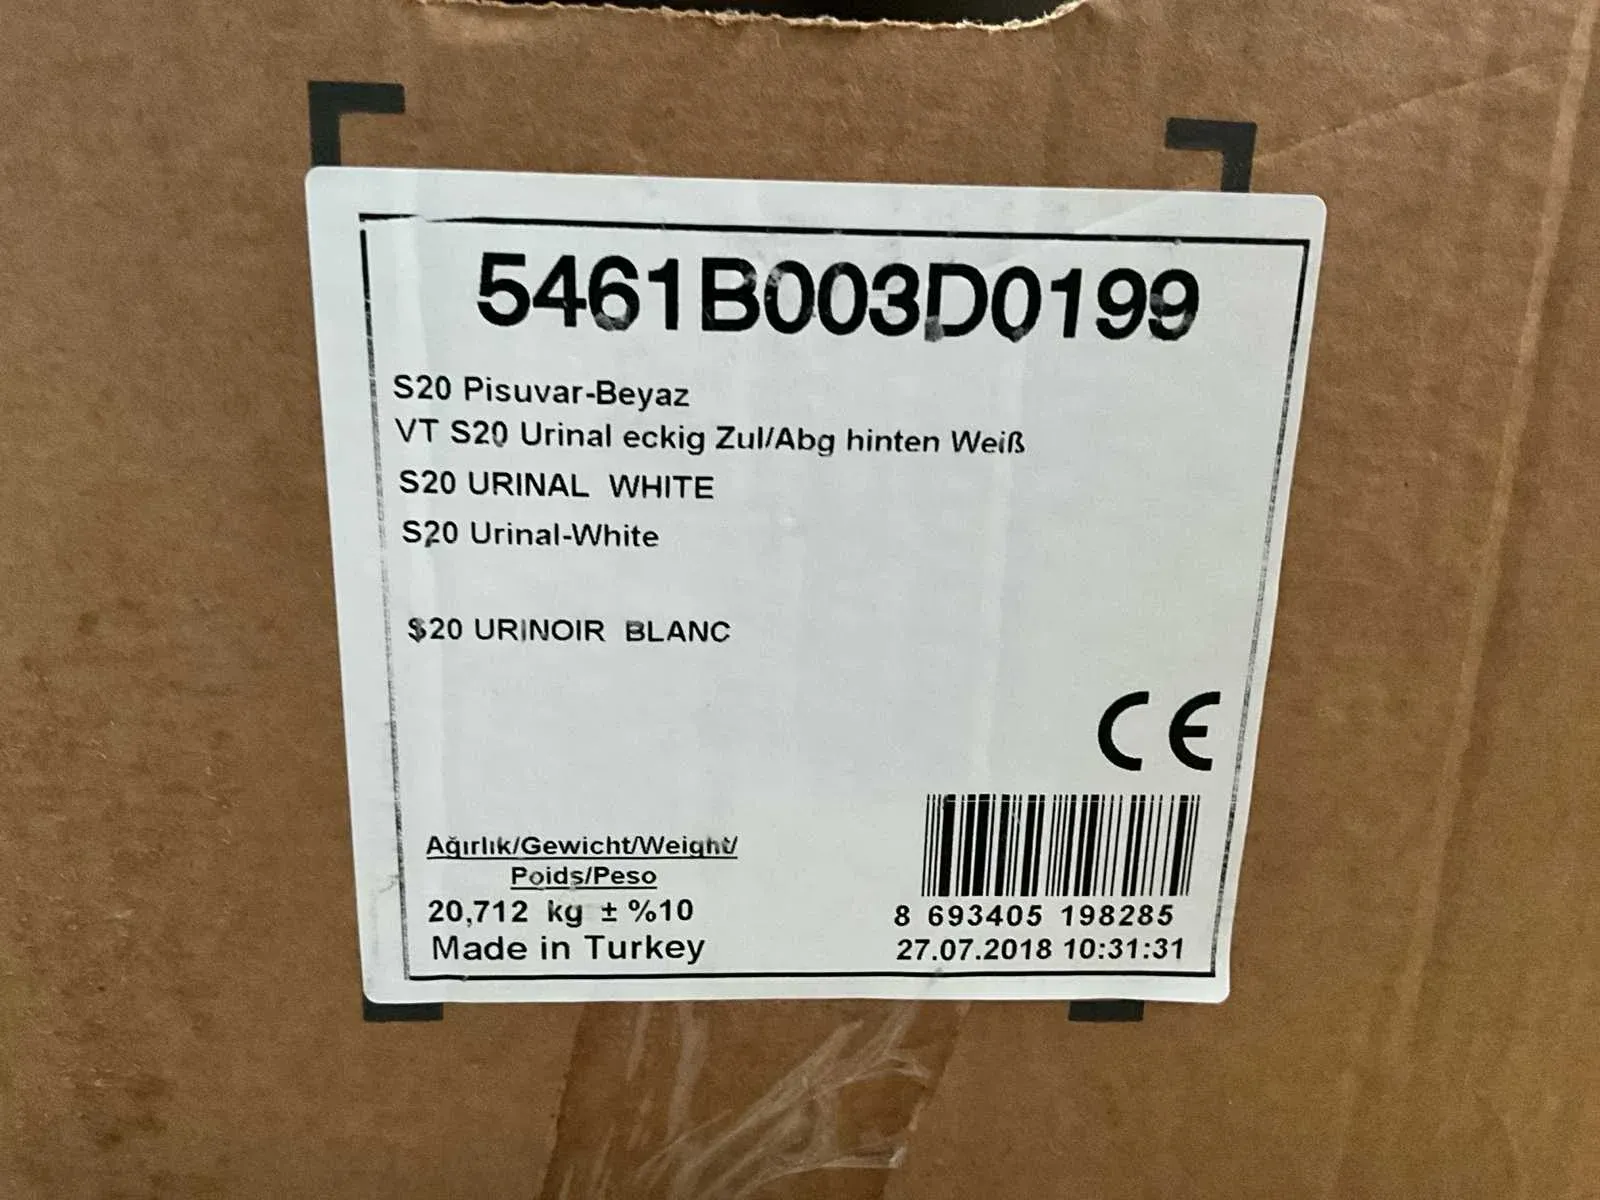 5461B003D0199
S20 Pisuvar-Beyaz
VT S20 Urinal eckig Zul/Abg hinten Weiß
S20 URINAL WHITE
S20 Urinal-White
S20 URINOIR BLANC
CE
Ağırlık/Gewicht/Weight/
Poids/Peso
20,712 kg ± %10
Made in Turkey
8 693405 198285
27.07.2018 10:31:31